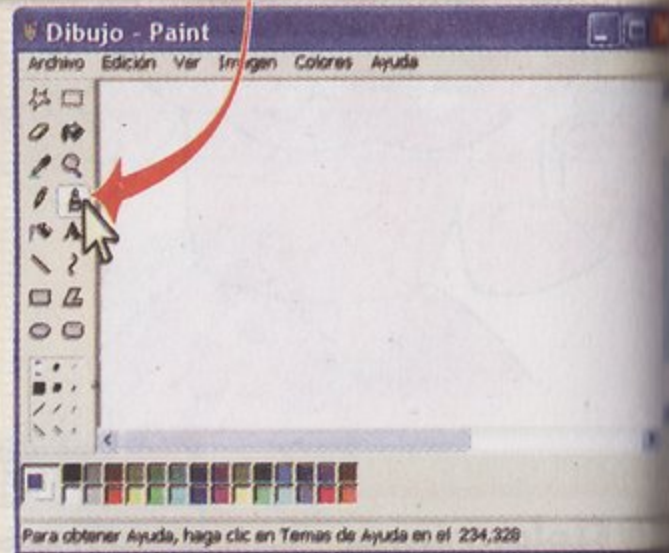 Dibujo - Paint
Archivo Edición Ver Imagen Colores Ayuda
A
Para obtener Ayuda, haga clic en Temas de Ayuda en el 234,328